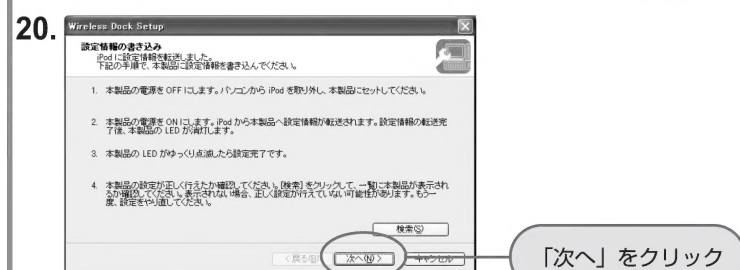 20.
Wireless Dock Setup
設定情報の書き込み
iPod に設定情報を転送しました。
下記の手順で、本製品に設定情報を書き込んでください。
1. 本製品の電源を OFF にします。パソコンから iPod を取り外し、本製品にセットしてください。
2. 本製品の電源を ON にします。iPod から本製品へ設定情報が転送されます。設定情報の転送完
了後、本製品の LED が消灯します。
3. 本製品の LED がゆっくり点滅したら設定完了です。
4. 本製品の設定が正しく行えたか確認してください。[検索] をクリックして、一覧に本製品が表示され
るか確認してください。表示されない場合、正しく設定が行えていない可能性があります。もう一
度、設定をやり直してください。
検索(S)
< 戻る(B) 次へ(N) > キャンセル
「次へ」をクリック